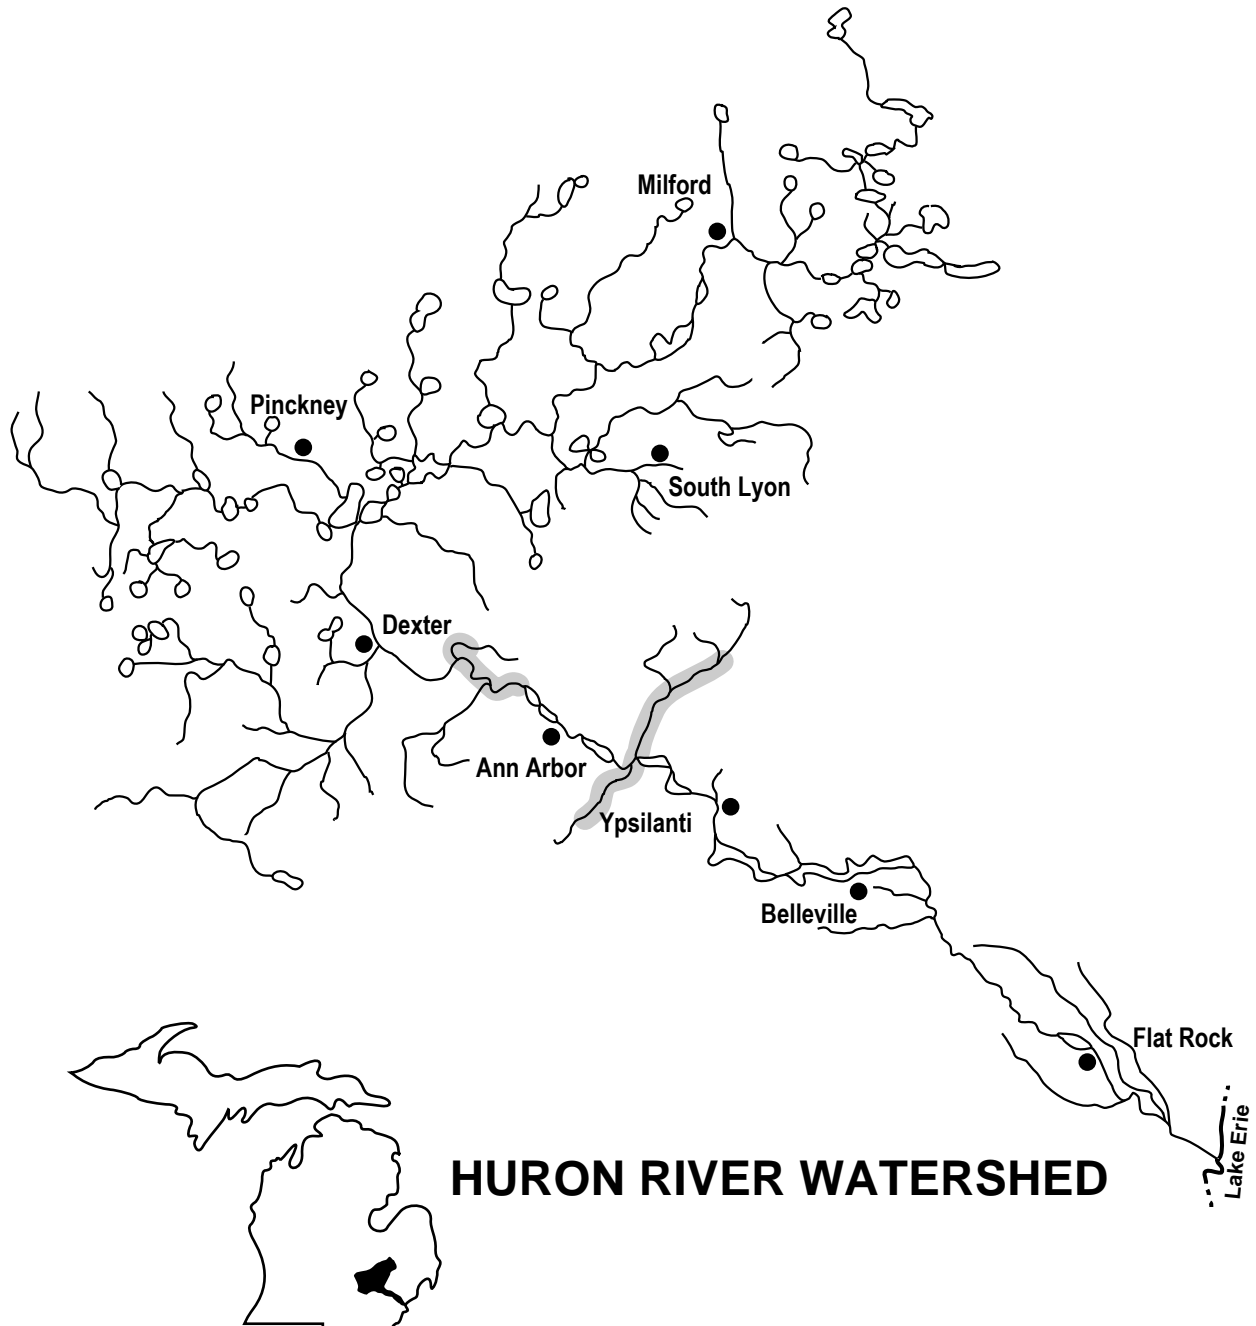 Milford
Pinckney
South Lyon
Dexter
Ann Arbor
Ypsilanti
Belleville
Flat Rock
Lake Erie
HURON RIVER WATERSHED